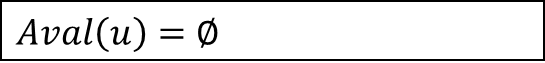 Aval(u) = ∅